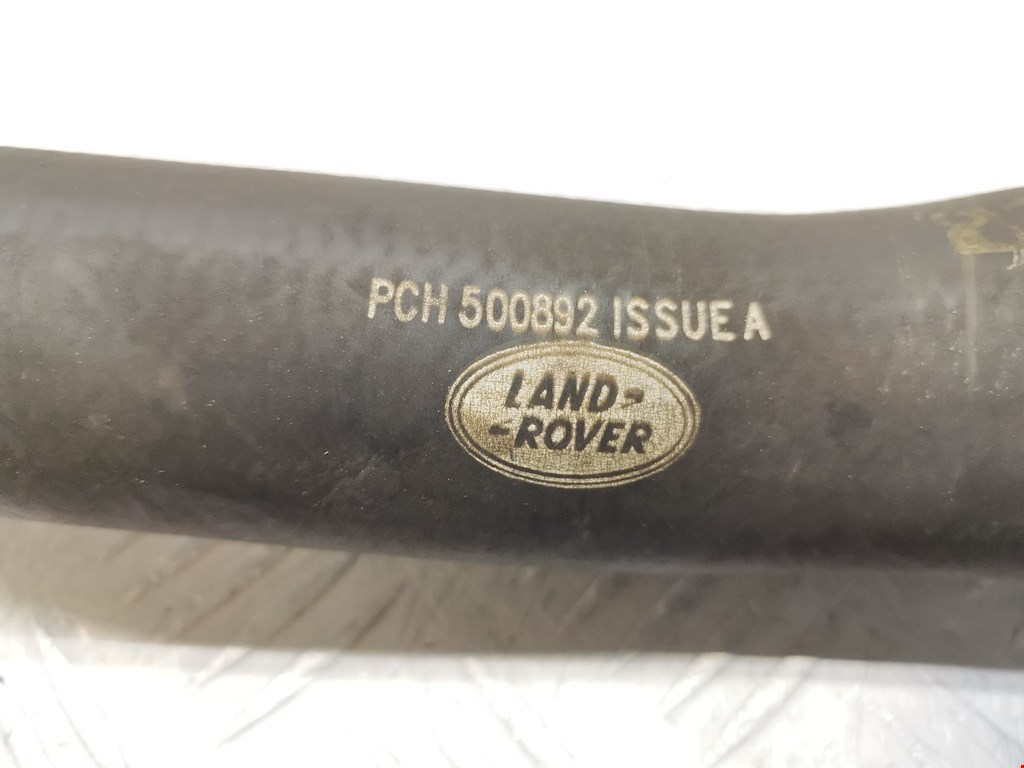 PCH 500892 ISSUE A
LAND-
-ROVER